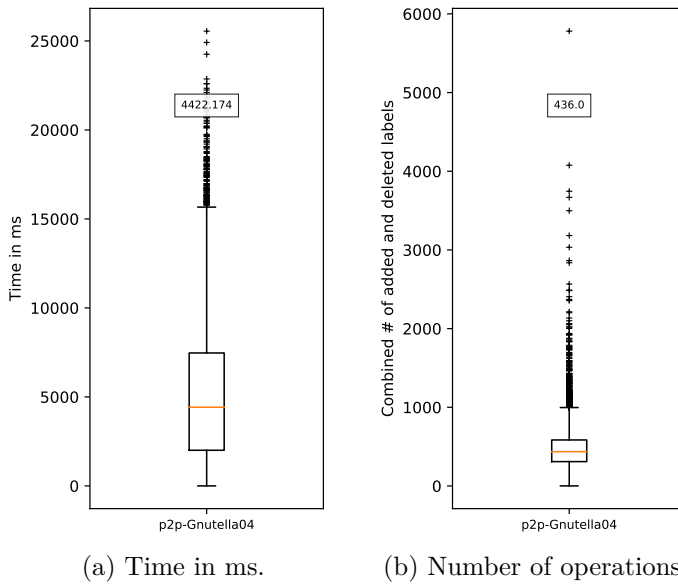 25000
20000
15000
10000
5000
0
Time in ms
4422.174
p2p-Gnutella04
(a) Time in ms.
6000
5000
4000
3000
2000
1000
0
Combined # of added and deleted labels
436.0
p2p-Gnutella04
(b) Number of operations